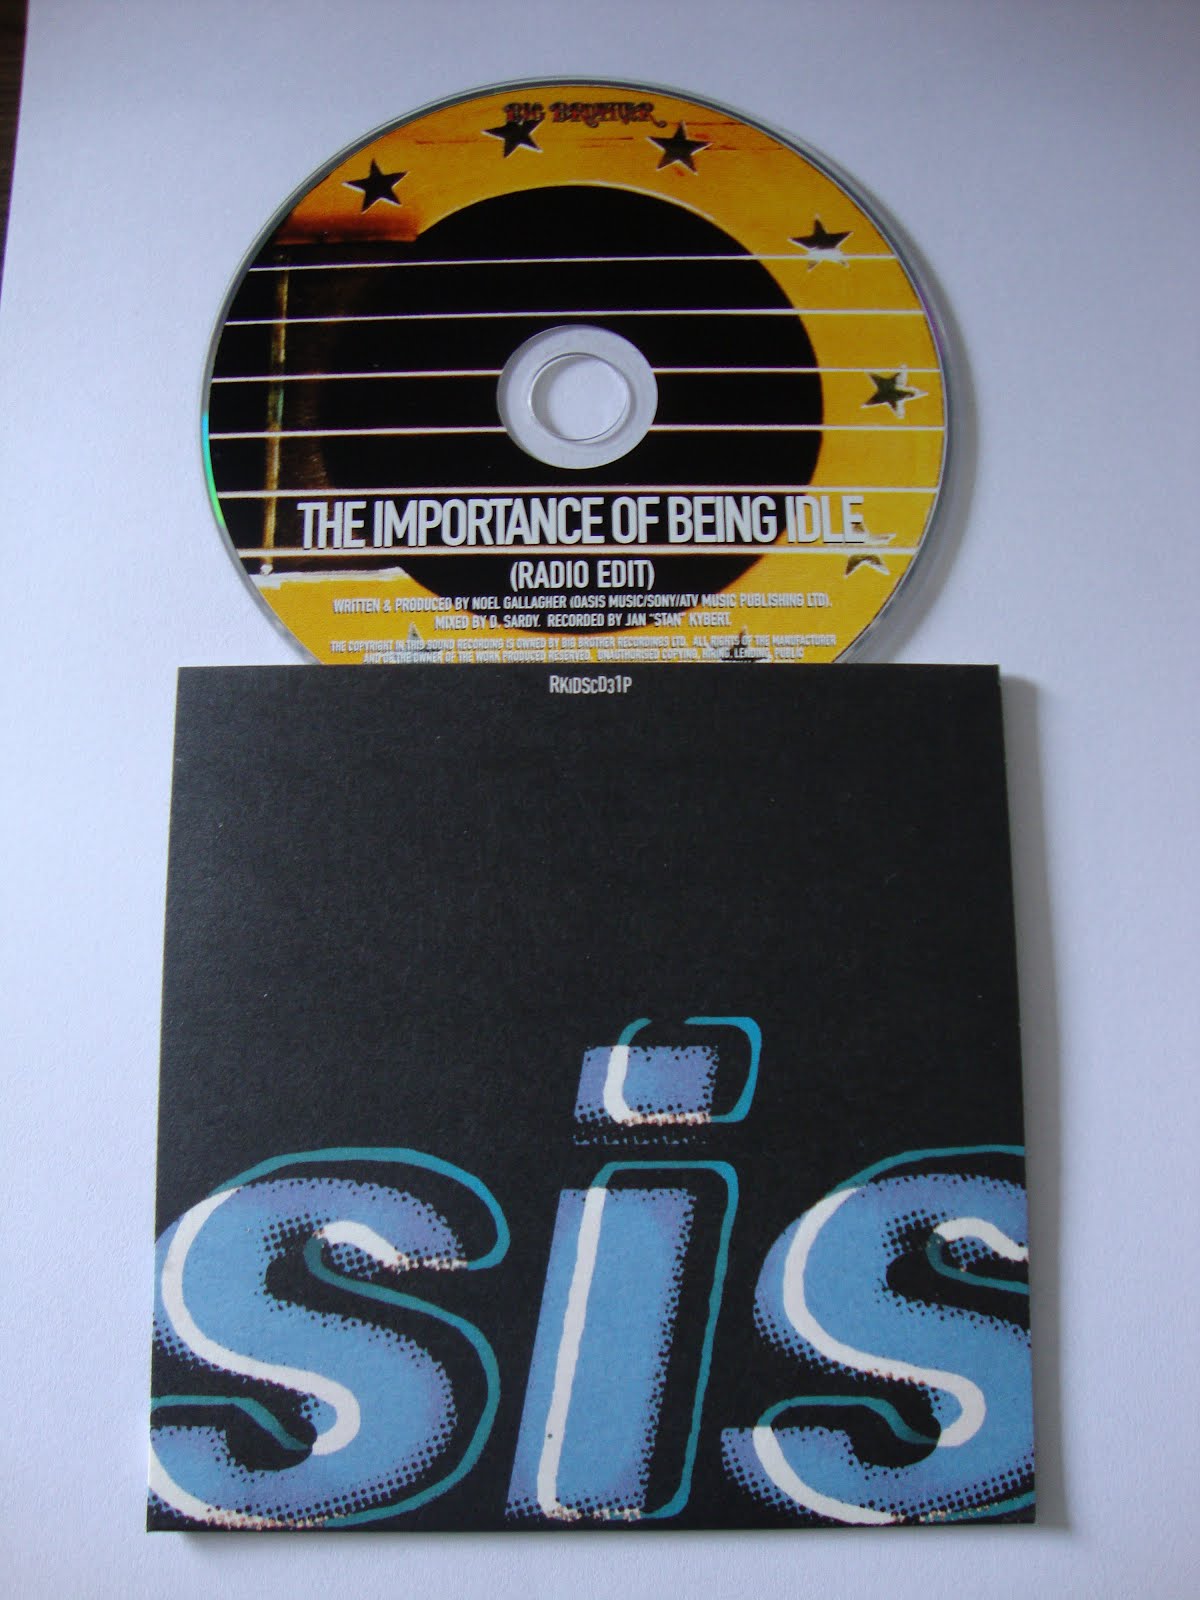 BIG BROTHER
THE IMPORTANCE OF BEING IDLE
(RADIO EDIT)
WRITTEN & PRODUCED BY NOEL GALLAGHER (OASIS MUSIC/SONY/ATV MUSIC PUBLISHING LTD).
MIXED BY D. SARDY. RECORDED BY JAN "STAN" KYBERT.
THE COPYRIGHT IN THIS SOUND RECORDING IS OWNED BY BIG BROTHER RECORDINGS LTD. ALL RIGHTS OF THE MANUFACTURER
AND OF THE OWNER OF THE WORK PRODUCED RESERVED. UNAUTHORISED COPYING, HIRING, LENDING, PUBLIC
RKiDSCD31P
sis